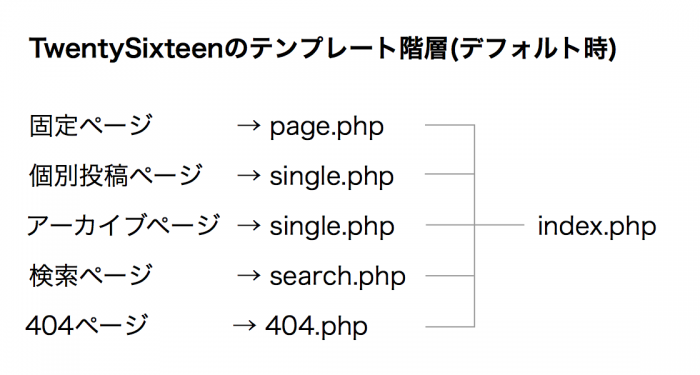 TwentySixteenのテンプレート階層(デフォルト時)
固定ページ → page.php
個別投稿ページ → single.php
アーカイブページ → single.php
index.php
検索ページ → search.php
404ページ → 404.php